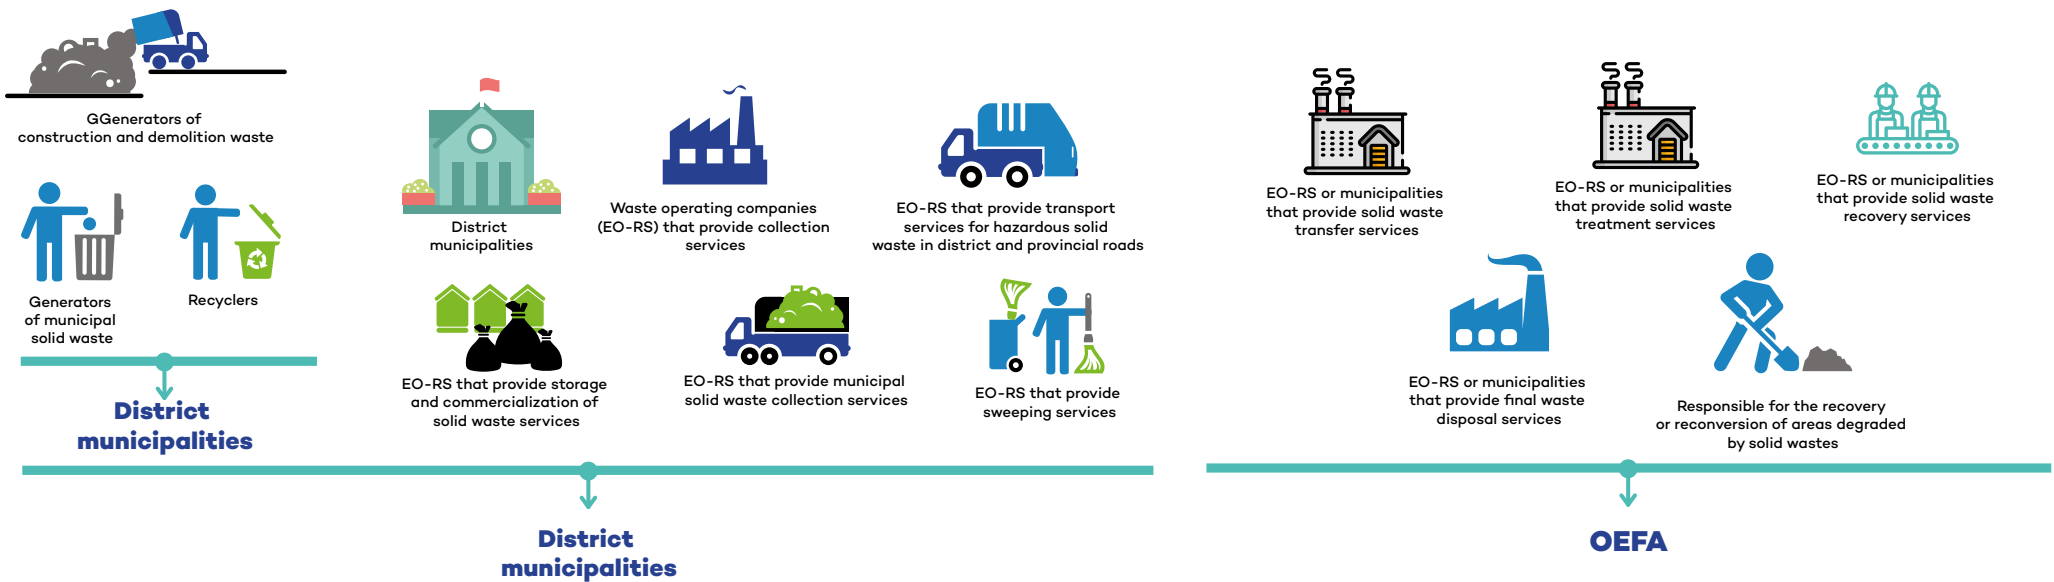 GGenerators of
construction and demolition waste
Generators
of municipal
solid waste
Recyclers
District
municipalities
District
municipalities
Waste operating companies
(EO-RS) that provide collection
services
EO-RS that provide transport
services for hazardous solid
waste in district and provincial roads
EO-RS that provide storage
and commercialization of
solid waste services
EO-RS that provide municipal
solid waste collection services
EO-RS that provide
sweeping services
District
municipalities
EO-RS or municipalities
that provide solid waste
transfer services
EO-RS or municipalities
that provide solid waste
treatment services
EO-RS or municipalities
that provide solid waste
recovery services
EO-RS or municipalities
that provide final waste
disposal services
Responsible for the recovery
or reconversion of areas degraded
by solid wastes
OEFA